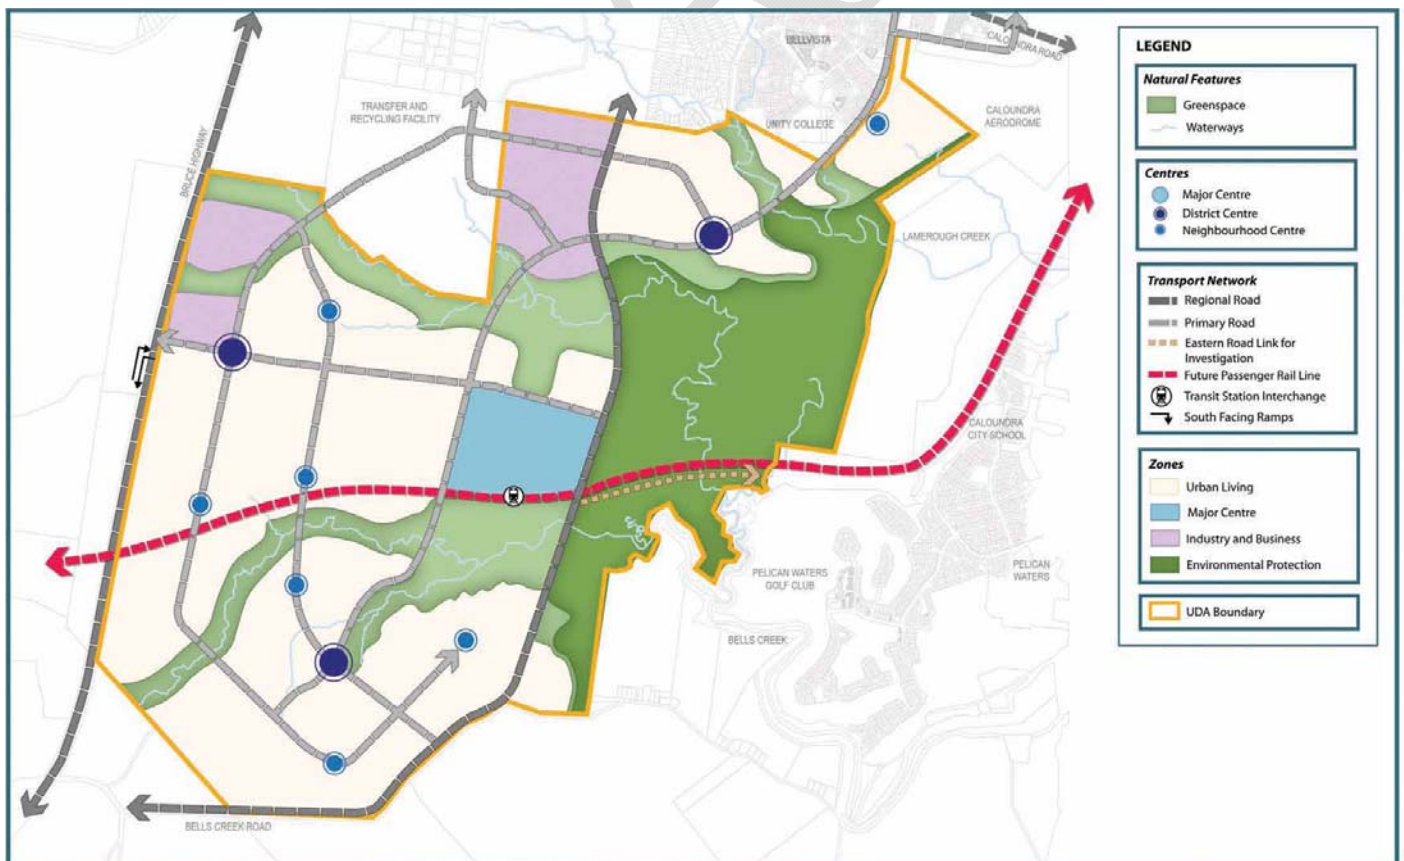 BELLVISTA
CALOUNDRA ROAD
TRANSFER AND
RECYCLING FACILITY
CALOUNDRA
AERODROME
UNITY COLLEGE
BRUCE HIGHWAY
LAMEROUGH CREEK
CALOUNDRA
CITY SCHOOL
PELICAN WATERS
GOLF CLUB
PELICAN
WATERS
BELLS CREEK
BELLS CREEK ROAD
LEGEND
Natural Features
Greenspace
Waterways
Centres
Major Centre
District Centre
Neighbourhood Centre
Transport Network
Regional Road
Primary Road
Eastern Road Link for
Investigation
Future Passenger Rail Line
Transit Station Interchange
South Facing Ramps
Zones
Urban Living
Major Centre
Industry and Business
Environmental Protection
UDA Boundary